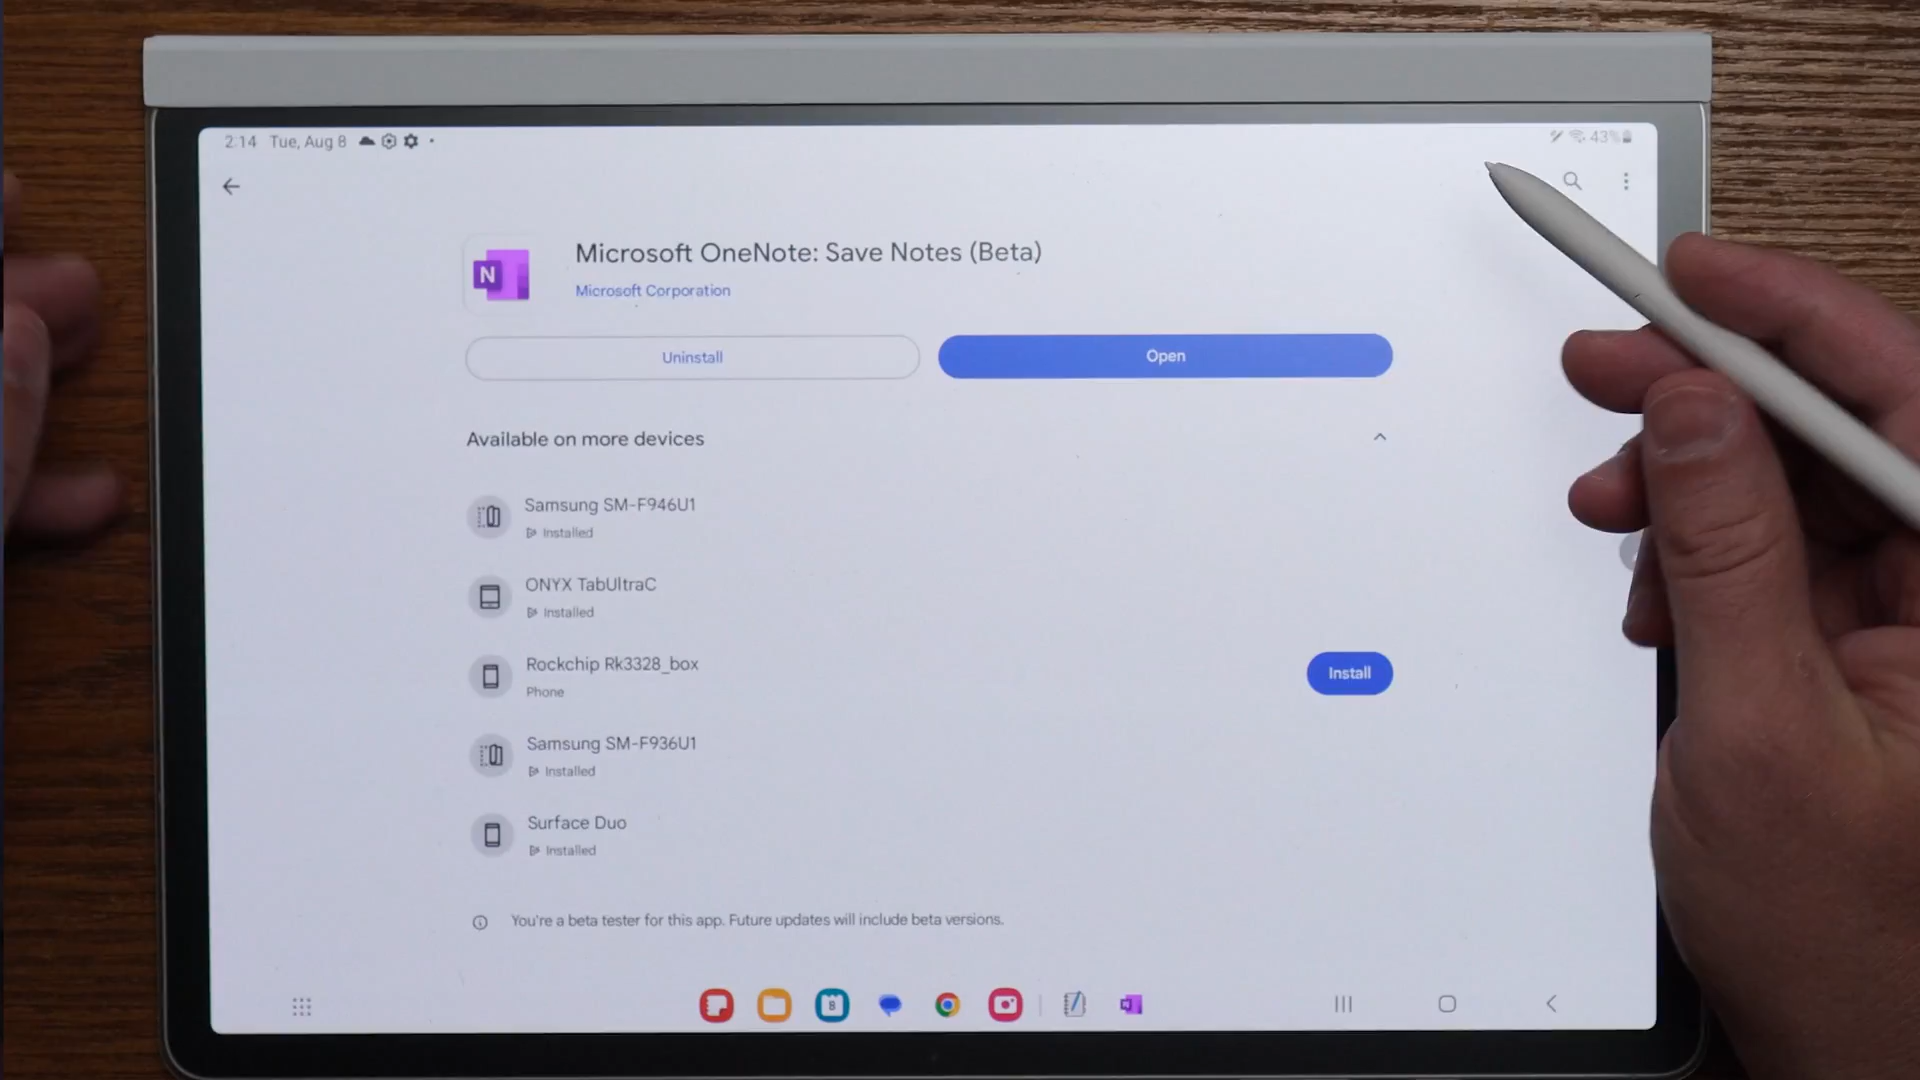 2:14 Tue, Aug 8
43%
Microsoft OneNote: Save Notes (Beta)
N
Microsoft Corporation
Uninstall
Open
Available on more devices
Samsung SM-F946U1
Installed
ONYX TabUltraC
Installed
Rockchip Rk3328_box
Phone
Install
Samsung SM-F936U1
Installed
Surface Duo
Installed
You're a beta tester for this app. Future updates will include beta versions.
8
N